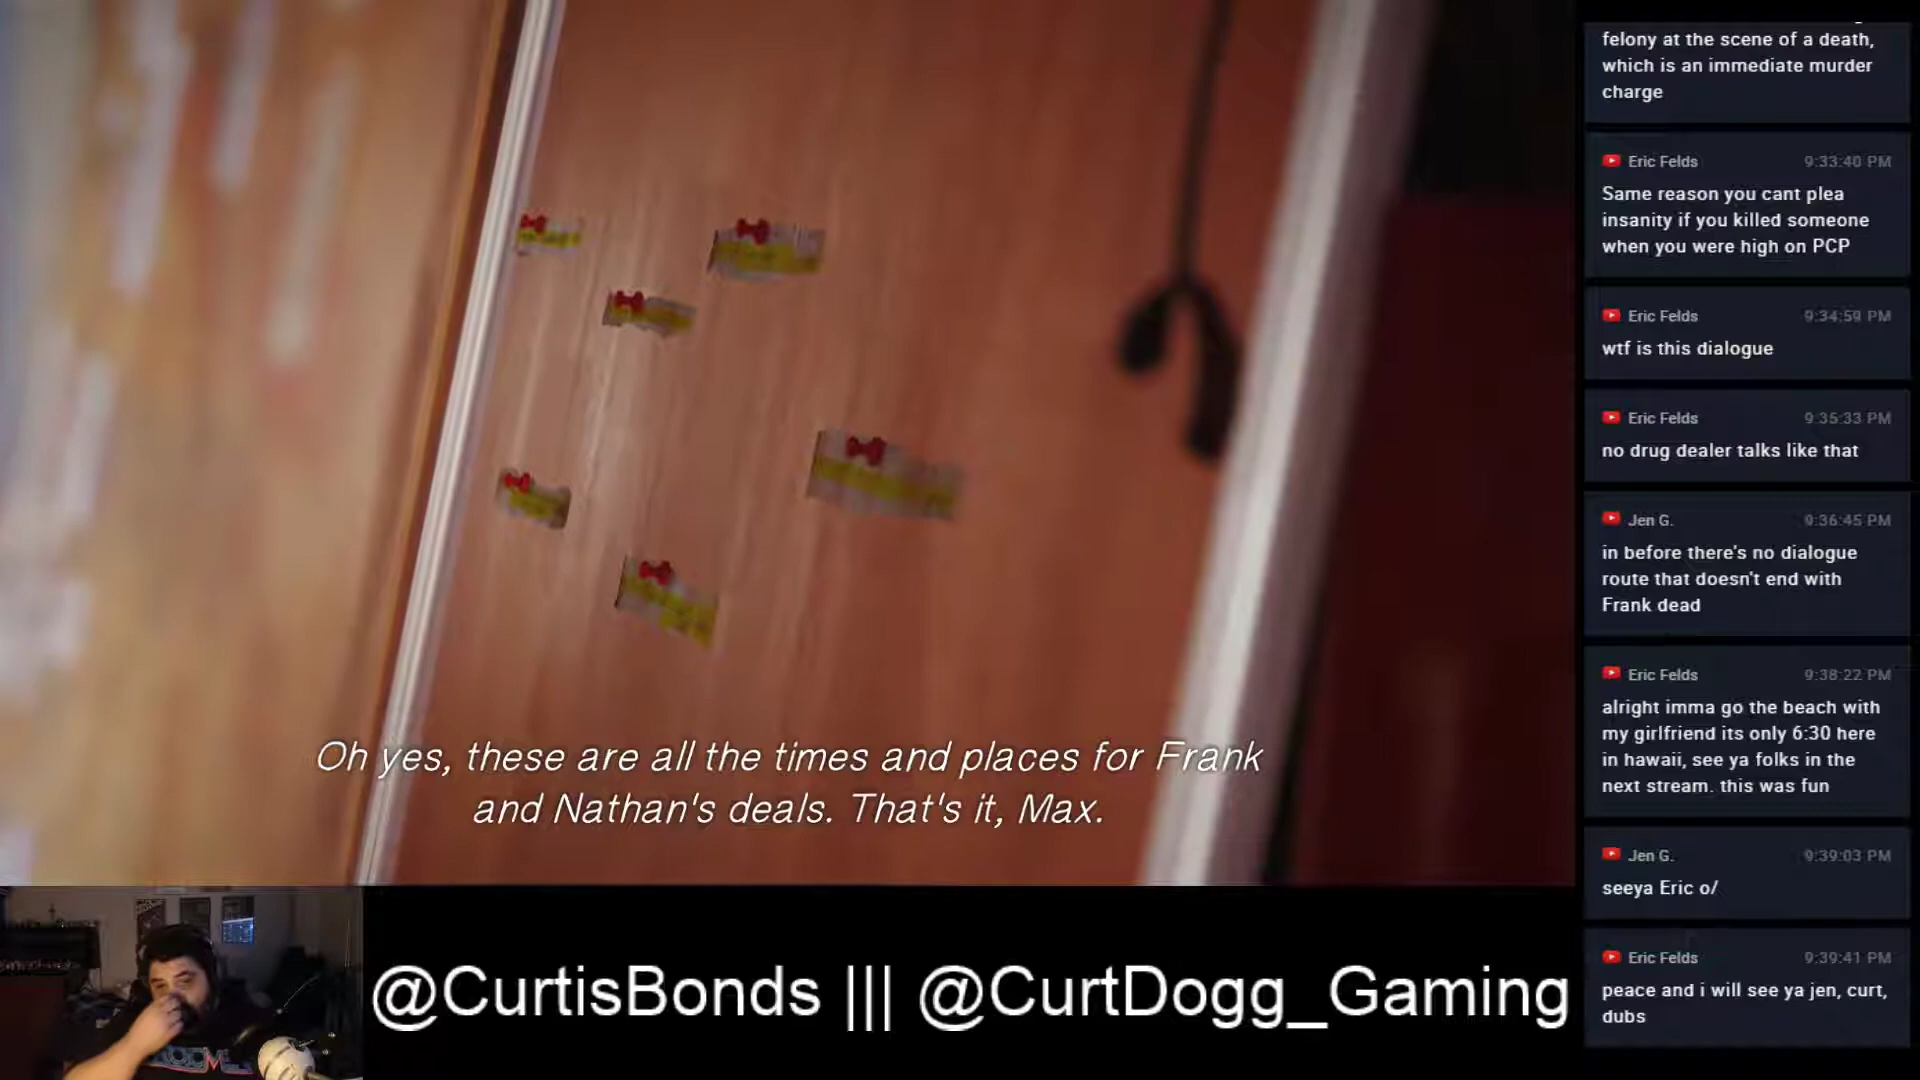 Oh yes, these are all the times and places for Frank
and Nathan's deals. That's it, Max.
@CurtisBonds ||| @CurtDogg_Gaming
felony at the scene of a death,
which is an immediate murder
charge
Eric Felds 9:33:40 PM
Same reason you cant plea
insanity if you killed someone
when you were high on PCP
Eric Felds 9:34:59 PM
wtf is this dialogue
Eric Felds 9:35:33 PM
no drug dealer talks like that
Jen G. 9:36:45 PM
in before there's no dialogue
route that doesn't end with
Frank dead
Eric Felds 9:38:22 PM
alright imma go the beach with
my girlfriend its only 6:30 here
in hawaii, see ya folks in the
next stream. this was fun
Jen G. 9:39:03 PM
seeya Eric o/
Eric Felds 9:39:41 PM
peace and i will see ya jen, curt,
dubs